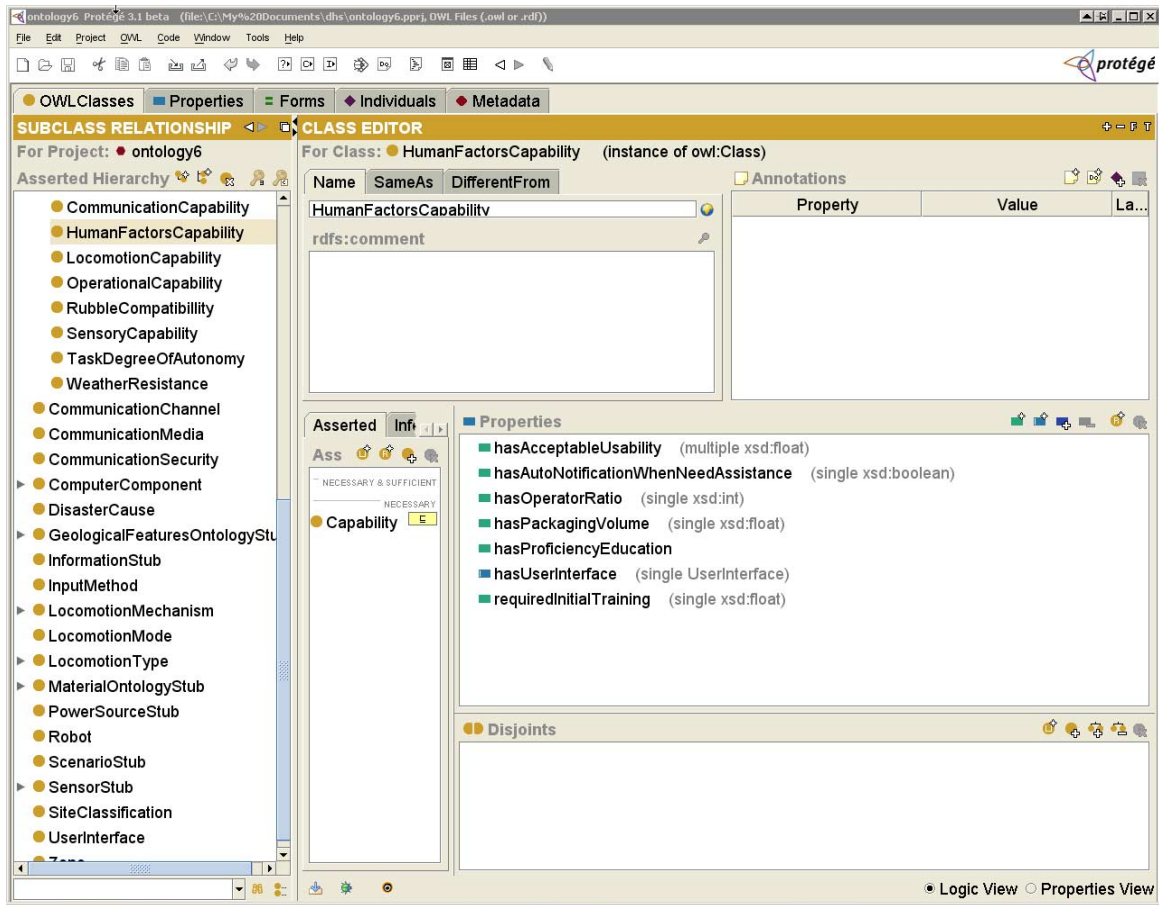 ontology6 Protégé 3.1 beta (file:\C:\My%20Documents\dhs\ontology6.pprj, OWL Files (.owl or .rdf))
File Edit Project OWL Code Window Tools Help
protégé
OWLClasses Properties Forms Individuals Metadata
SUBCLASS RELATIONSHIP
For Project: ontology6
Asserted Hierarchy
CommunicationCapability
HumanFactorsCapability
LocomotionCapability
OperationalCapability
RubbleCompatibillity
SensoryCapability
TaskDegreeOfAutonomy
WeatherResistance
CommunicationChannel
CommunicationMedia
CommunicationSecurity
ComputerComponent
DisasterCause
GeologicalFeaturesOntologyStu
InformationStub
InputMethod
LocomotionMechanism
LocomotionMode
LocomotionType
MaterialOntologyStub
PowerSourceStub
Robot
ScenarioStub
SensorStub
SiteClassification
UserInterface
CLASS EDITOR
For Class: HumanFactorsCapability (instance of owl:Class)
Name SameAs DifferentFrom
HumanFactorsCapability
rdfs:comment
Annotations
Property Value La...
Asserted Inf
Ass
NECESSARY & SUFFICIENT
NECESSARY
Capability
Properties
hasAcceptableUsability (multiple xsd:float)
hasAutoNotificationWhenNeedAssistance (single xsd:boolean)
hasOperatorRatio (single xsd:int)
hasPackagingVolume (single xsd:float)
hasProficiencyEducation
hasUserInterface (single UserInterface)
requiredInitialTraining (single xsd:float)
Disjoints
Logic View Properties View